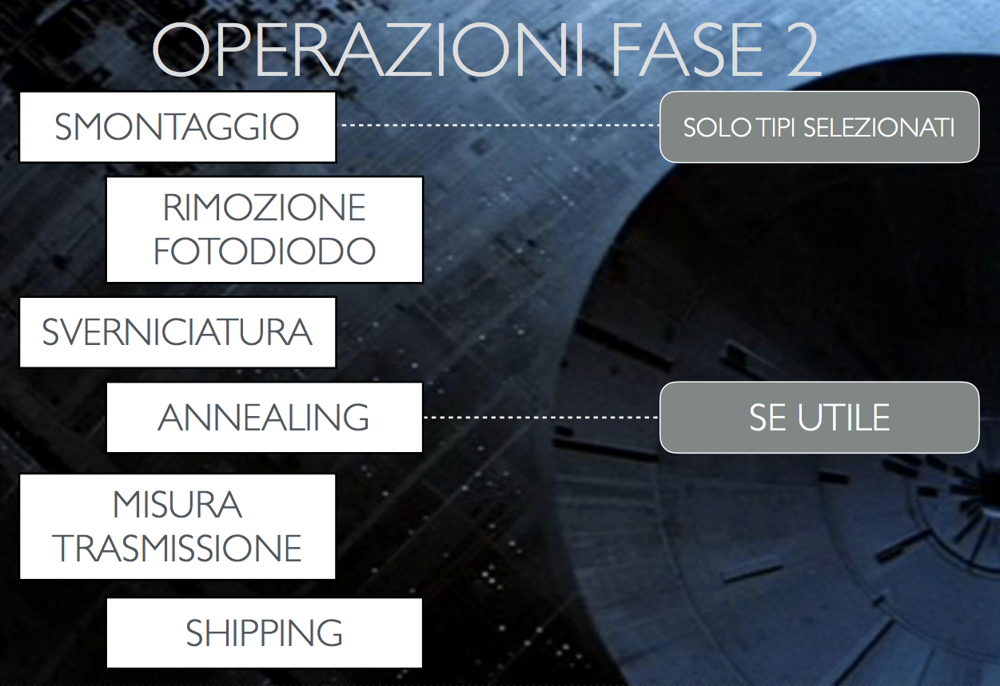 OPERAZIONI FASE 2
SMONTAGGIO
SOLO TIPI SELEZIONATI
RIMOZIONE
FOTODIODO
SVERNICIATURA
ANNEALING
SE UTILE
MISURA
TRASMISSIONE
SHIPPING